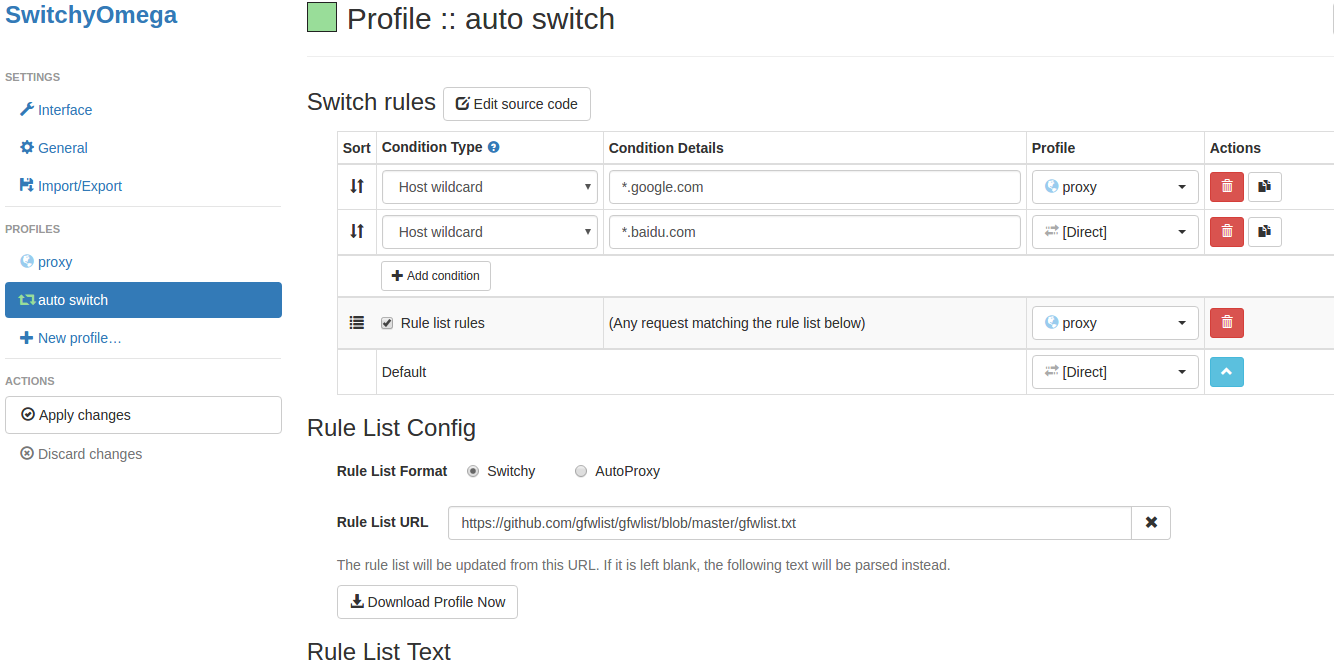 SwitchyOmega
SETTINGS
Interface
General
Import/Export
PROFILES
proxy
auto switch
New profile…
ACTIONS
Apply changes
Discard changes
Profile :: auto switch
Switch rules Edit source code
Sort Condition Type Condition Details Profile Actions
Host wildcard *.google.com proxy
Host wildcard *.baidu.com [Direct]
Add condition
Rule list rules (Any request matching the rule list below) proxy
Default [Direct]
Rule List Config
Rule List Format Switchy AutoProxy
Rule List URL https://github.com/gfwlist/gfwlist/blob/master/gfwlist.txt
The rule list will be updated from this URL. If it is left blank, the following text will be parsed instead.
Download Profile Now
Rule List Text